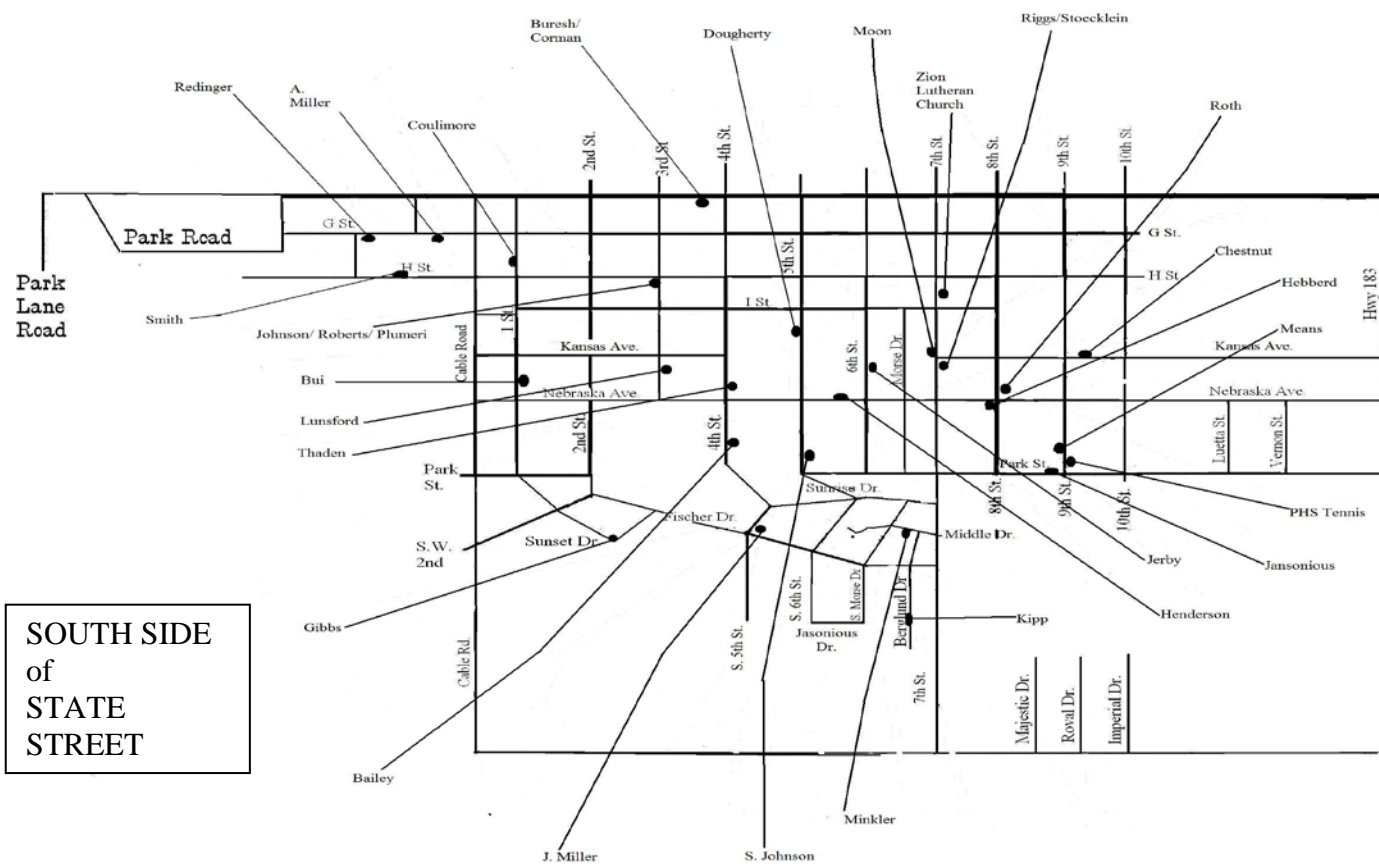 Buresh/
Corman
Dougherty
Moon
Riggs/Stoecklein
Redinger
A.
Miller
Coulimore
Zion
Lutheran
Church
Roth
2nd St.
3rd St
4th St.
7th St.
8th St.
9th St.
10th St.
G St.
Park Road
G St.
5th St.
Chestnut
H St.
H St
Park
Lane
Road
Hebberd
Hwy 183
Smith
I St.
Means
Johnson/ Roberts/ Plumeri
1 St.
Cable Road
Kansas Ave.
6th St.
Morse Dr.
Kansas Ave.
Bui
Nebraska Ave.
Nebraska Ave.
Lunsford
2nd St.
4th St.
Thaden
Luetta St.
Vernon St.
Park
St.
Park St.
Sunrise Dr.
8th St.
9th St.
10th St.
PHS Tennis
Fischer Dr.
S.W.
2nd
Sunset Dr
Middle Dr.
Jerby
Jansonious
S. 6th St.
S. Morse Dr
Berglund Dr
SOUTH SIDE
of
STATE
STREET
Gibbs
Henderson
Kipp
S. 5th St.
Jasonious
Dr.
Cable Rd.
7th St.
Majestic Dr.
Roval Dr.
Imperial Dr.
Bailey
Minkler
J. Miller
S. Johnson